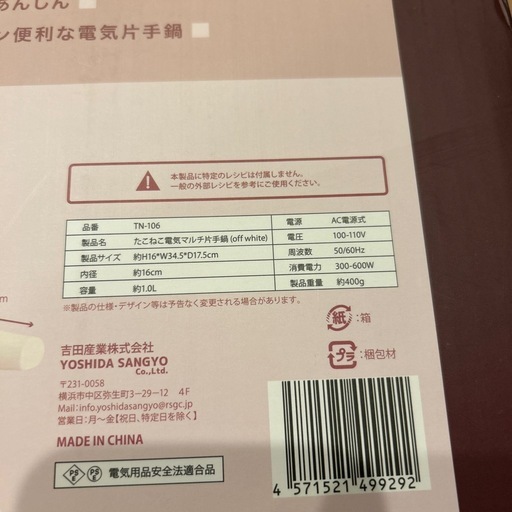 あんしん
ン便利な電気片手鍋
本製品に特定のレシピは付属しません。
一般の外部レシピを参考にご使用ください。
品番 TN-106
製品名 たこねこ電気マルチ片手鍋 (off white)
製品サイズ 約H16*W34.5*D17.5cm
内径 約16cm
容量 約1.0L
電源 AC電源式
電圧 100-110V
周波数 50/60Hz
消費電力 300-600W
製品重量 約400g
※製品の仕様・デザイン等は予告なく変更される場合があります。
m
吉田産業株式会社
YOSHIDA SANGYO
Co.,Ltd.
〒231-0058
横浜市中区弥生町3-29-12 4F
Mail:info.yoshidasangyo@rsgc.jp
営業日:月〜金【祝日、特定日を除く】
MADE IN CHINA
PSE PSE 電気用品安全法適合品
紙:箱
プラ:梱包材
4 571521 499292